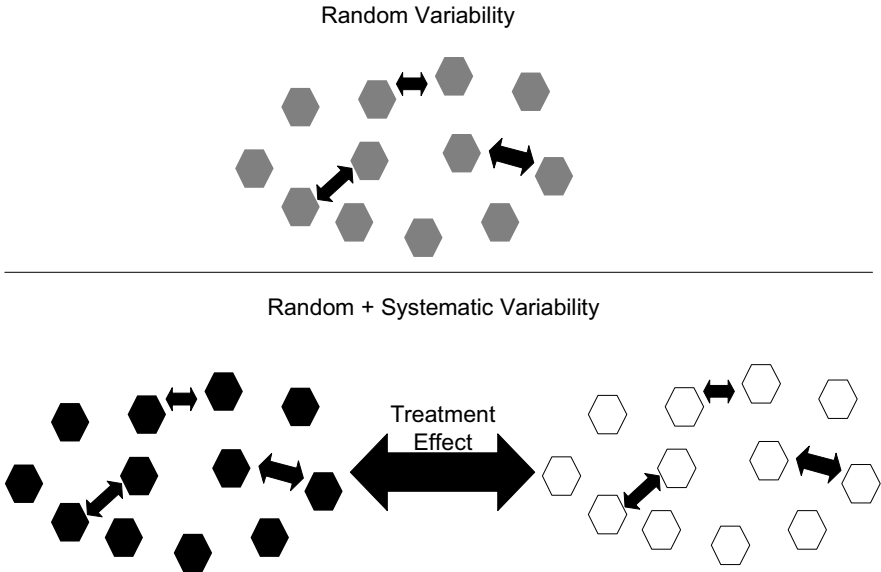 Random Variability
Random + Systematic Variability
Treatment
Effect